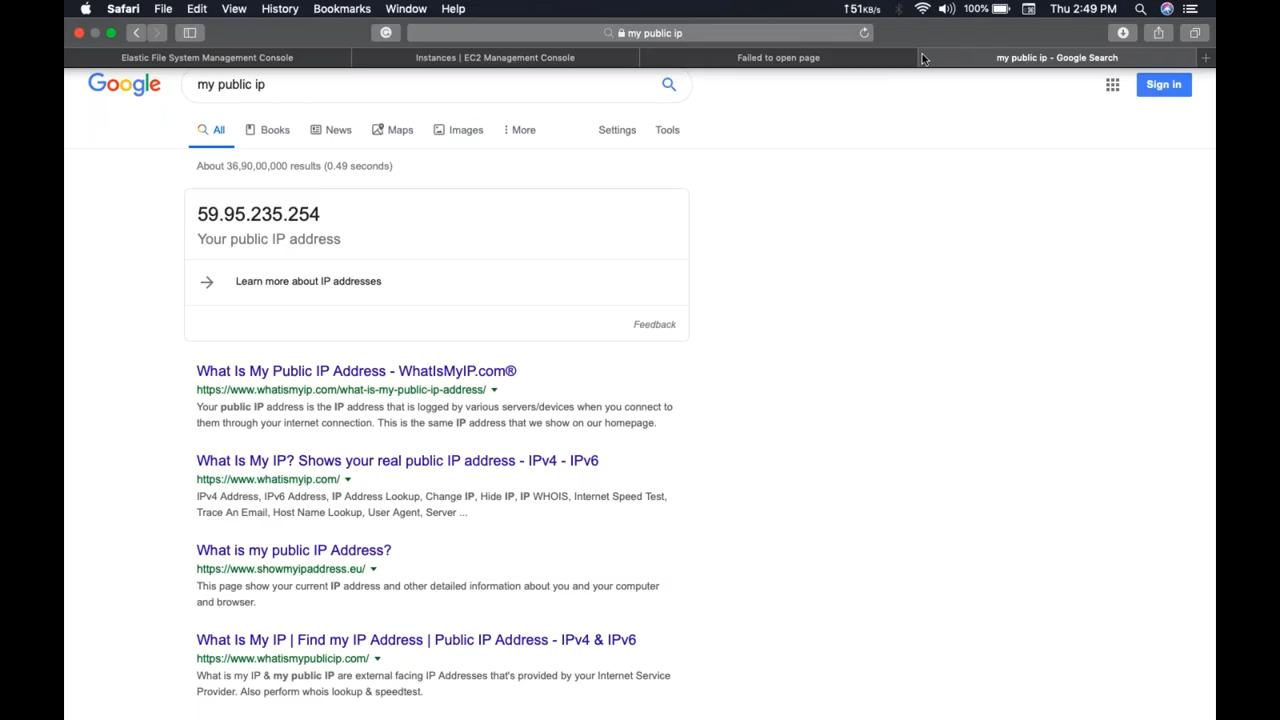 Safari File Edit View History Bookmarks Window Help 51KB/s 100% Thu 2:49 PM
my public ip
Elastic File System Management Console Instances | EC2 Management Console Failed to open page my public ip - Google Search
Google my public ip Sign in
All Books News Maps Images More Settings Tools
About 36,90,00,000 results (0.49 seconds)
59.95.235.254
Your public IP address
Learn more about IP addresses
Feedback
What Is My Public IP Address - WhatIsMyIP.com®
https://www.whatismyip.com/what-is-my-public-ip-address/
Your public IP address is the IP address that is logged by various servers/devices when you connect to
them through your internet connection. This is the same IP address that we show on our homepage.
What Is My IP? Shows your real public IP address - IPv4 - IPv6
https://www.whatismyip.com/
IPv4 Address, IPv6 Address, IP Address Lookup, Change IP, Hide IP, IP WHOIS, Internet Speed Test,
Trace An Email, Host Name Lookup, User Agent, Server ...
What is my public IP Address?
https://www.showmyipaddress.eu/
This page show your current IP address and other detailed information about you and your computer
and browser.
What Is My IP | Find my IP Address | Public IP Address - IPv4 & IPv6
https://www.whatismypublicip.com/
What is my IP & my public IP are external facing IP Addresses that's provided by your Internet Service
Provider. Also perform whois lookup & speedtest.